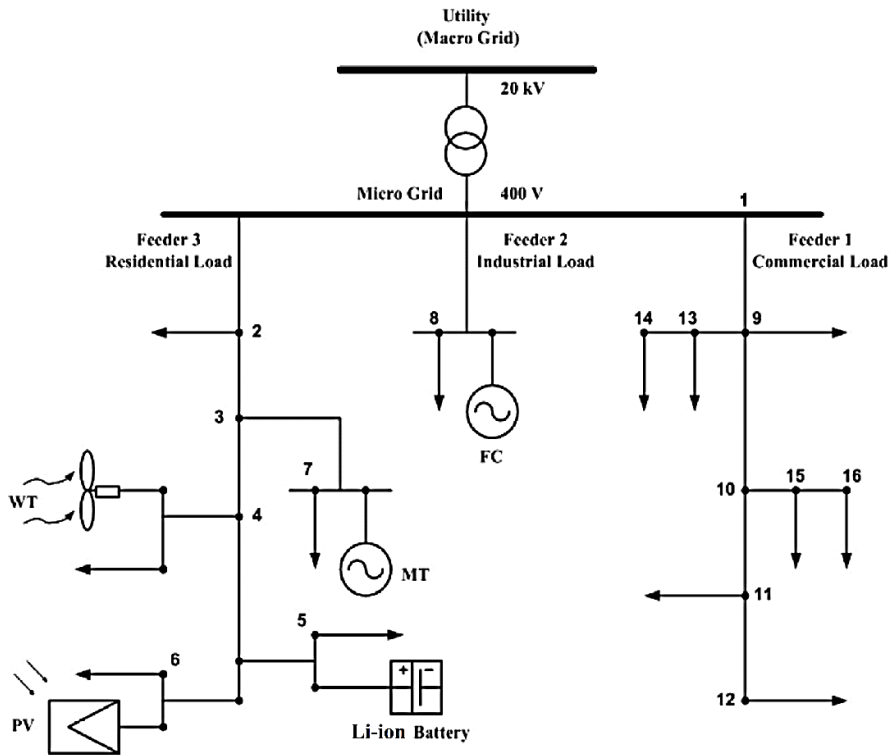 Utility
(Macro Grid)
20 kV
Micro Grid
400 V
1
Feeder 3
Residential Load
Feeder 2
Industrial Load
Feeder 1
Commercial Load
2
8
14
13
9
3
FC
WT
7
4
10
15
16
MT
11
5
6
+
−
12
PV
Li-ion Battery